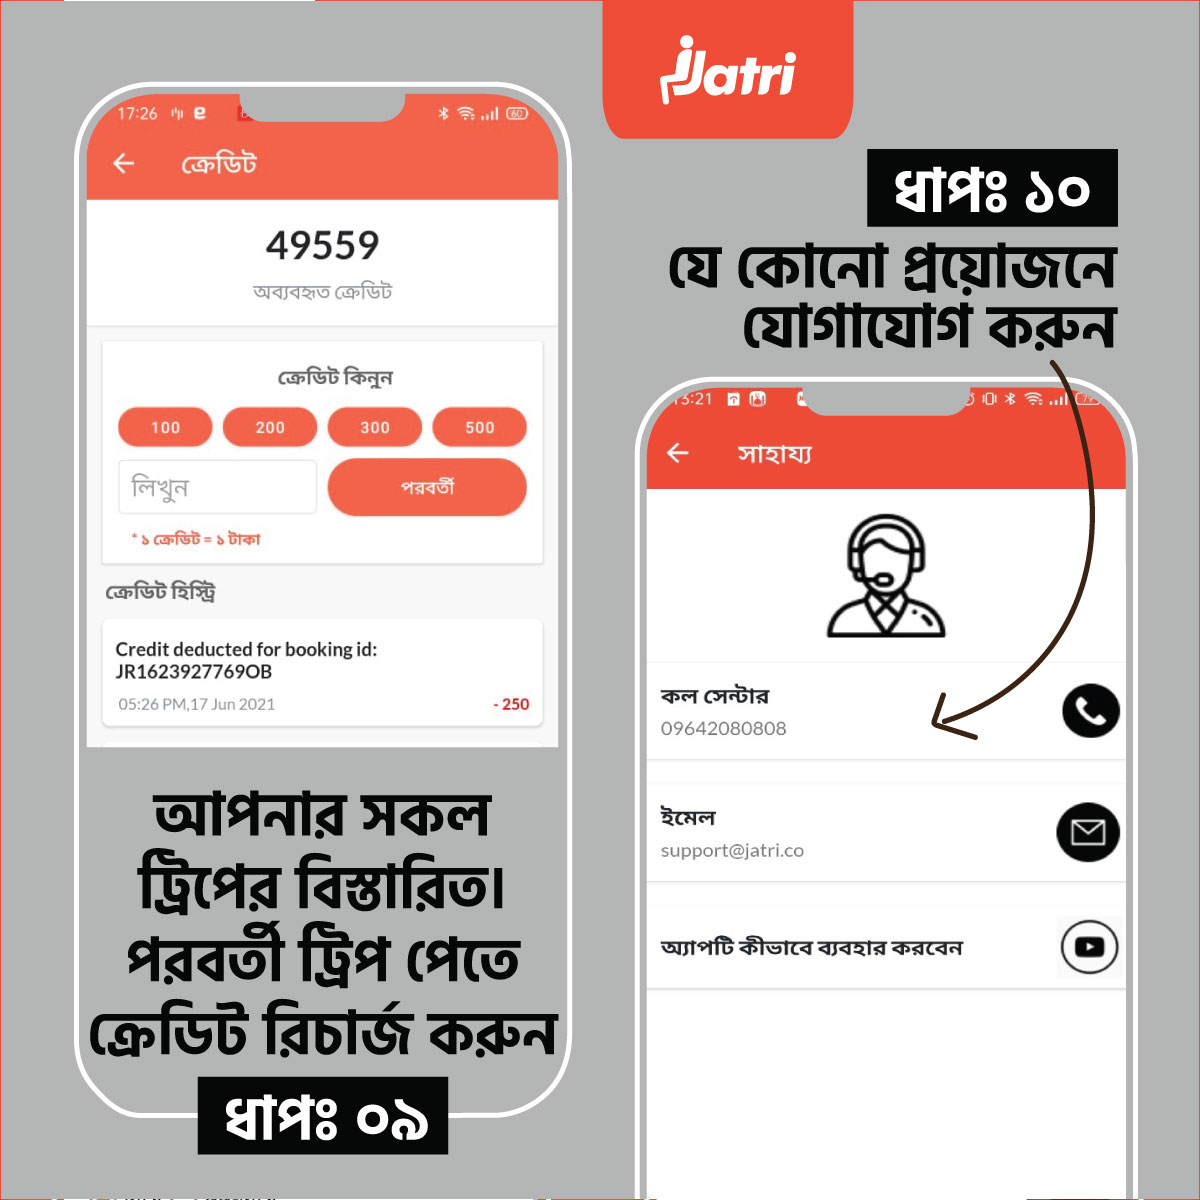 Jatri
17:26
60
ক্রেডিট
49559
অব্যবহৃত ক্রেডিট
ক্রেডিট কিনুন
100 200 300 500
লিখুন পরবর্তী
* ১ ক্রেডিট = ১ টাকা
ক্রেডিট হিস্ট্রি
Credit deducted for booking id:
JR1623927769OB
05:26 PM,17 Jun 2021 - 250
আপনার সকল
ট্রিপের বিস্তারিত।
পরবর্তী ট্রিপ পেতে
ক্রেডিট রিচার্জ করুন
ধাপঃ ০৯
ধাপঃ ১০
যে কোনো প্রয়োজনে
যোগাযোগ করুন
সাহায্য
কল সেন্টার
09642080808
ইমেল
support@jatri.co
অ্যাপটি কীভাবে ব্যবহার করবেন